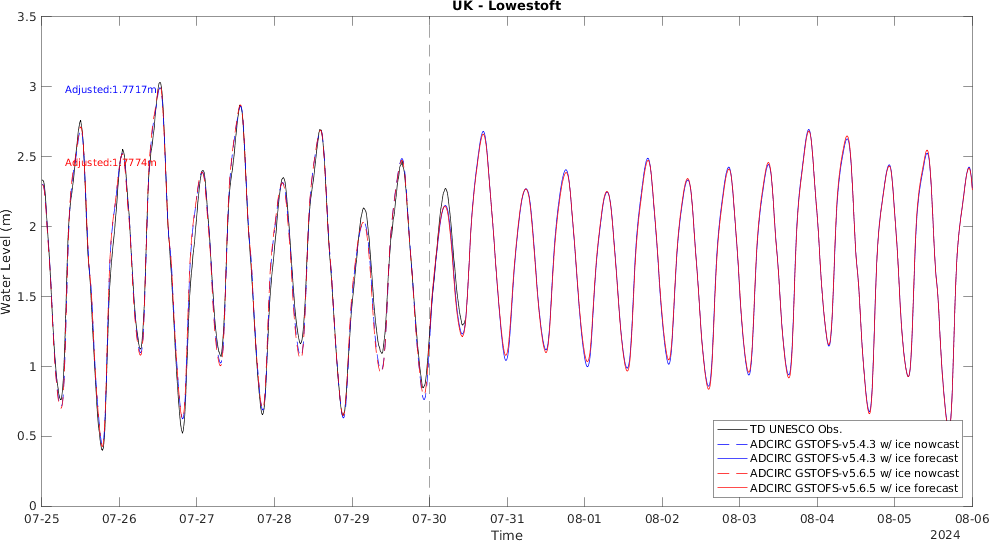 UK - Lowestoft
3.5
3
2.5
2
1.5
1
0.5
0
Water Level (m)
Adjusted:1.7717m
Adjusted:1.7774m
TD UNESCO Obs.
ADCIRC GSTOFS-v5.4.3 w/ ice nowcast
ADCIRC GSTOFS-v5.4.3 w/ ice forecast
ADCIRC GSTOFS-v5.6.5 w/ ice nowcast
ADCIRC GSTOFS-v5.6.5 w/ ice forecast
07-25 07-26 07-27 07-28 07-29 07-30 07-31 08-01 08-02 08-03 08-04 08-05 08-06
Time
2024